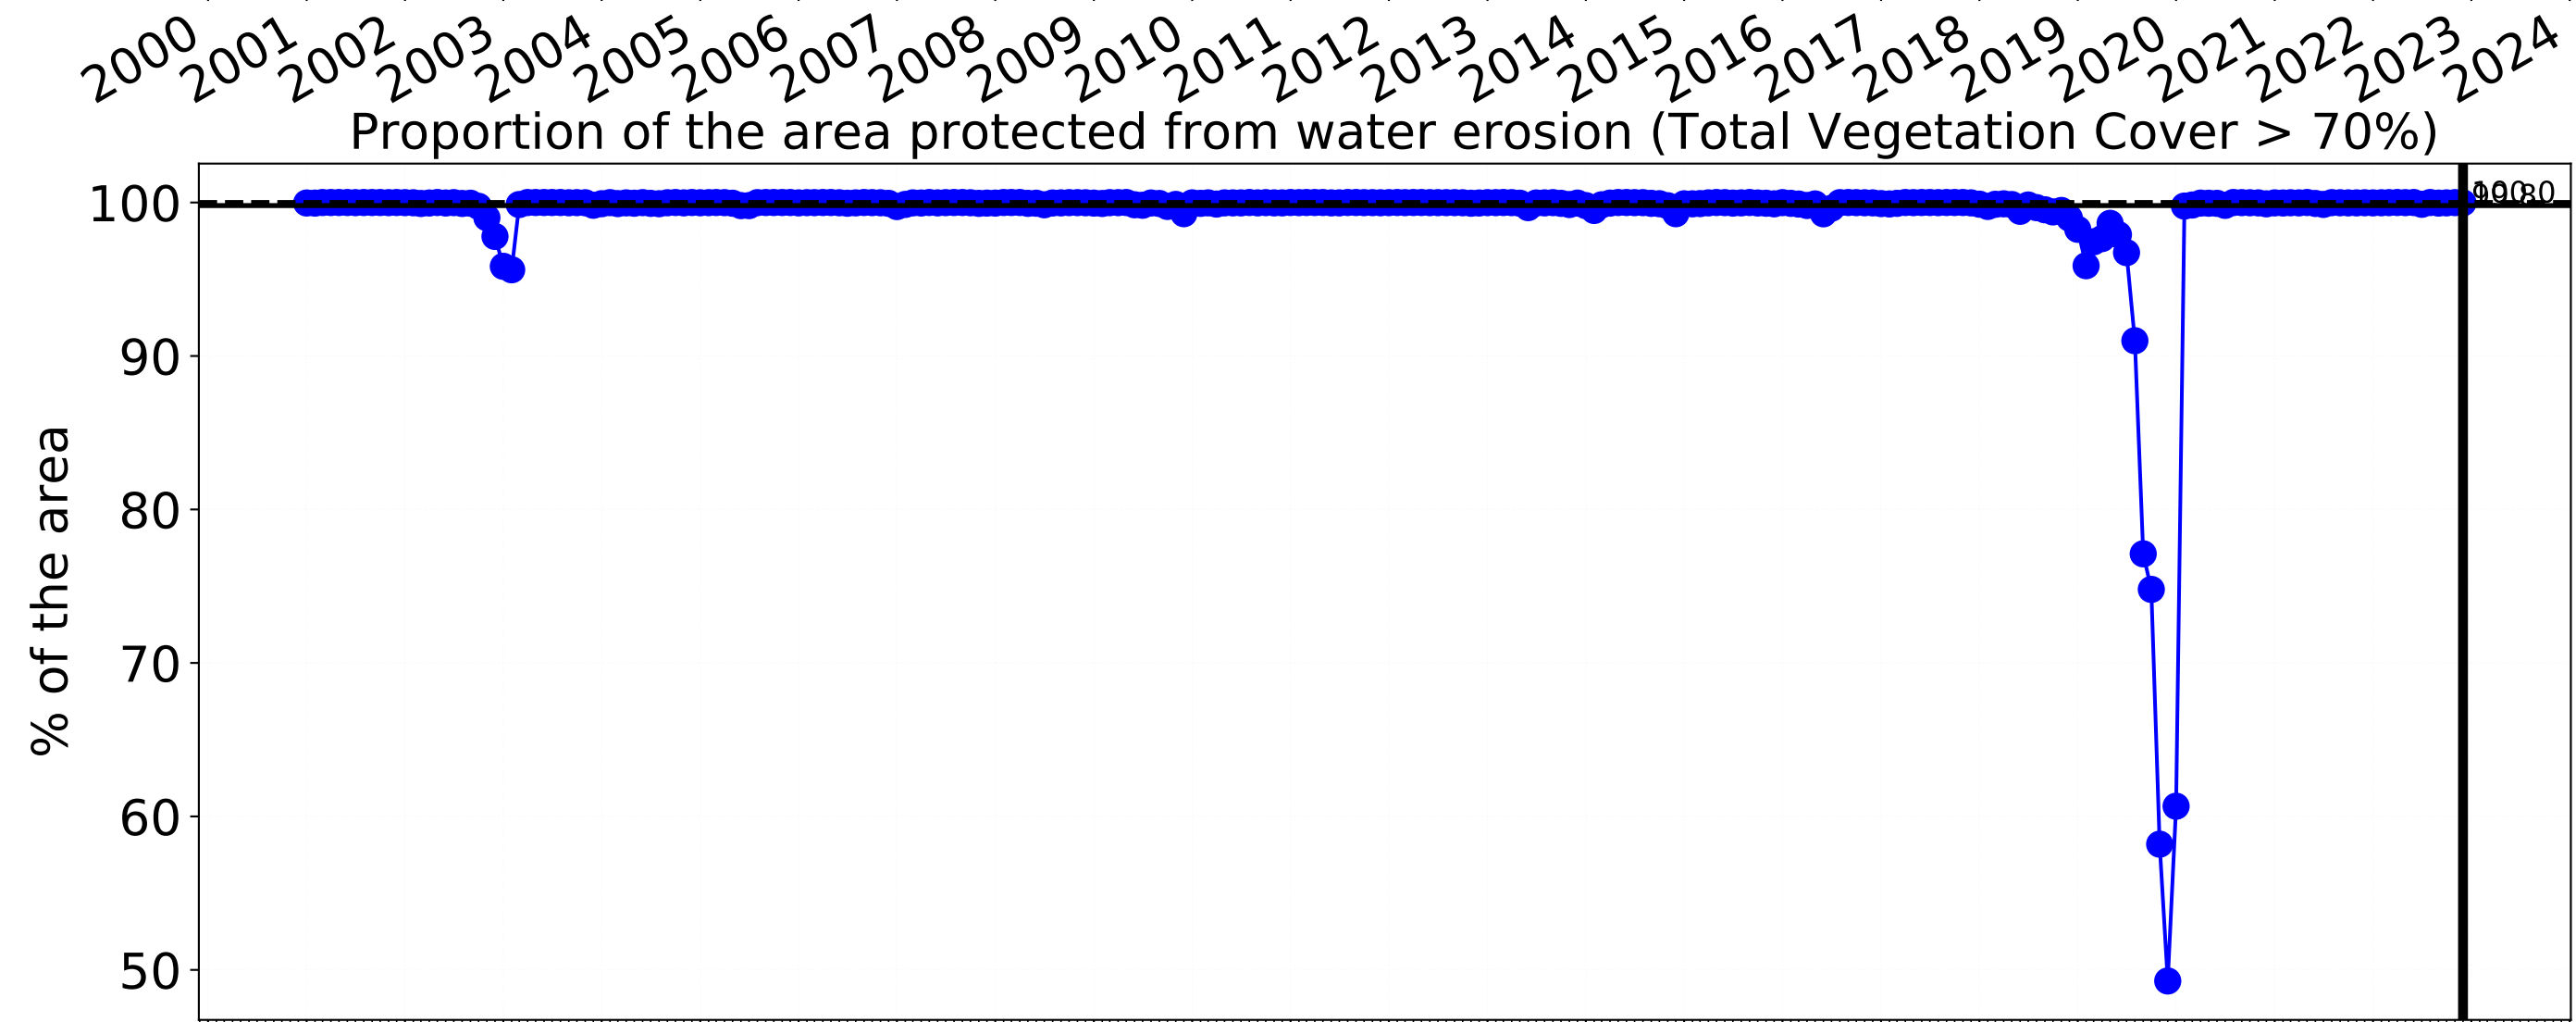 2000 2001 2002 2003 2004 2005 2006 2007 2008 2009 2010 2011 2012 2013 2014 2015 2016 2017 2018 2019 2020 2021 2022 2023 2024
Proportion of the area protected from water erosion (Total Vegetation Cover > 70%)
100
90
80
70
60
50
% of the area